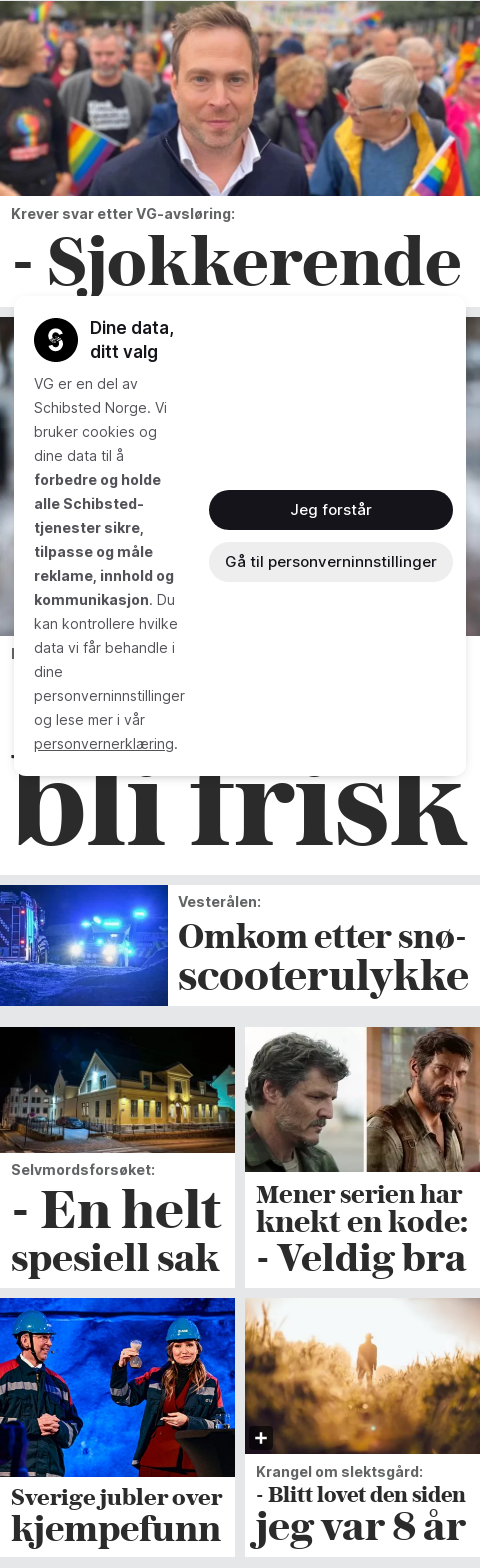 Krever svar etter VG-avsløring:
- Sjokkerende
Dine data,
ditt valg
VG er en del av
Schibsted Norge. Vi
bruker cookies og
dine data til å
forbedre og holde
alle Schibsted-
tjenester sikre,
tilpasse og måle
reklame, innhold og
kommunikasjon. Du
kan kontrollere hvilke
data vi får behandle i
dine
personverninnstillinger
og lese mer i vår
personvernerklæring.
Jeg forstår
Gå til personverninnstillinger
bli frisk
Vesterålen:
Omkom etter snø-
scooterulykke
Selvmordsforsøket:
- En helt
spesiell sak
Mener serien har
knekt en kode:
- Veldig bra
Sverige jubler over
kjempefunn
Krangel om slektsgård:
- Blitt lovet den siden
jeg var 8 år